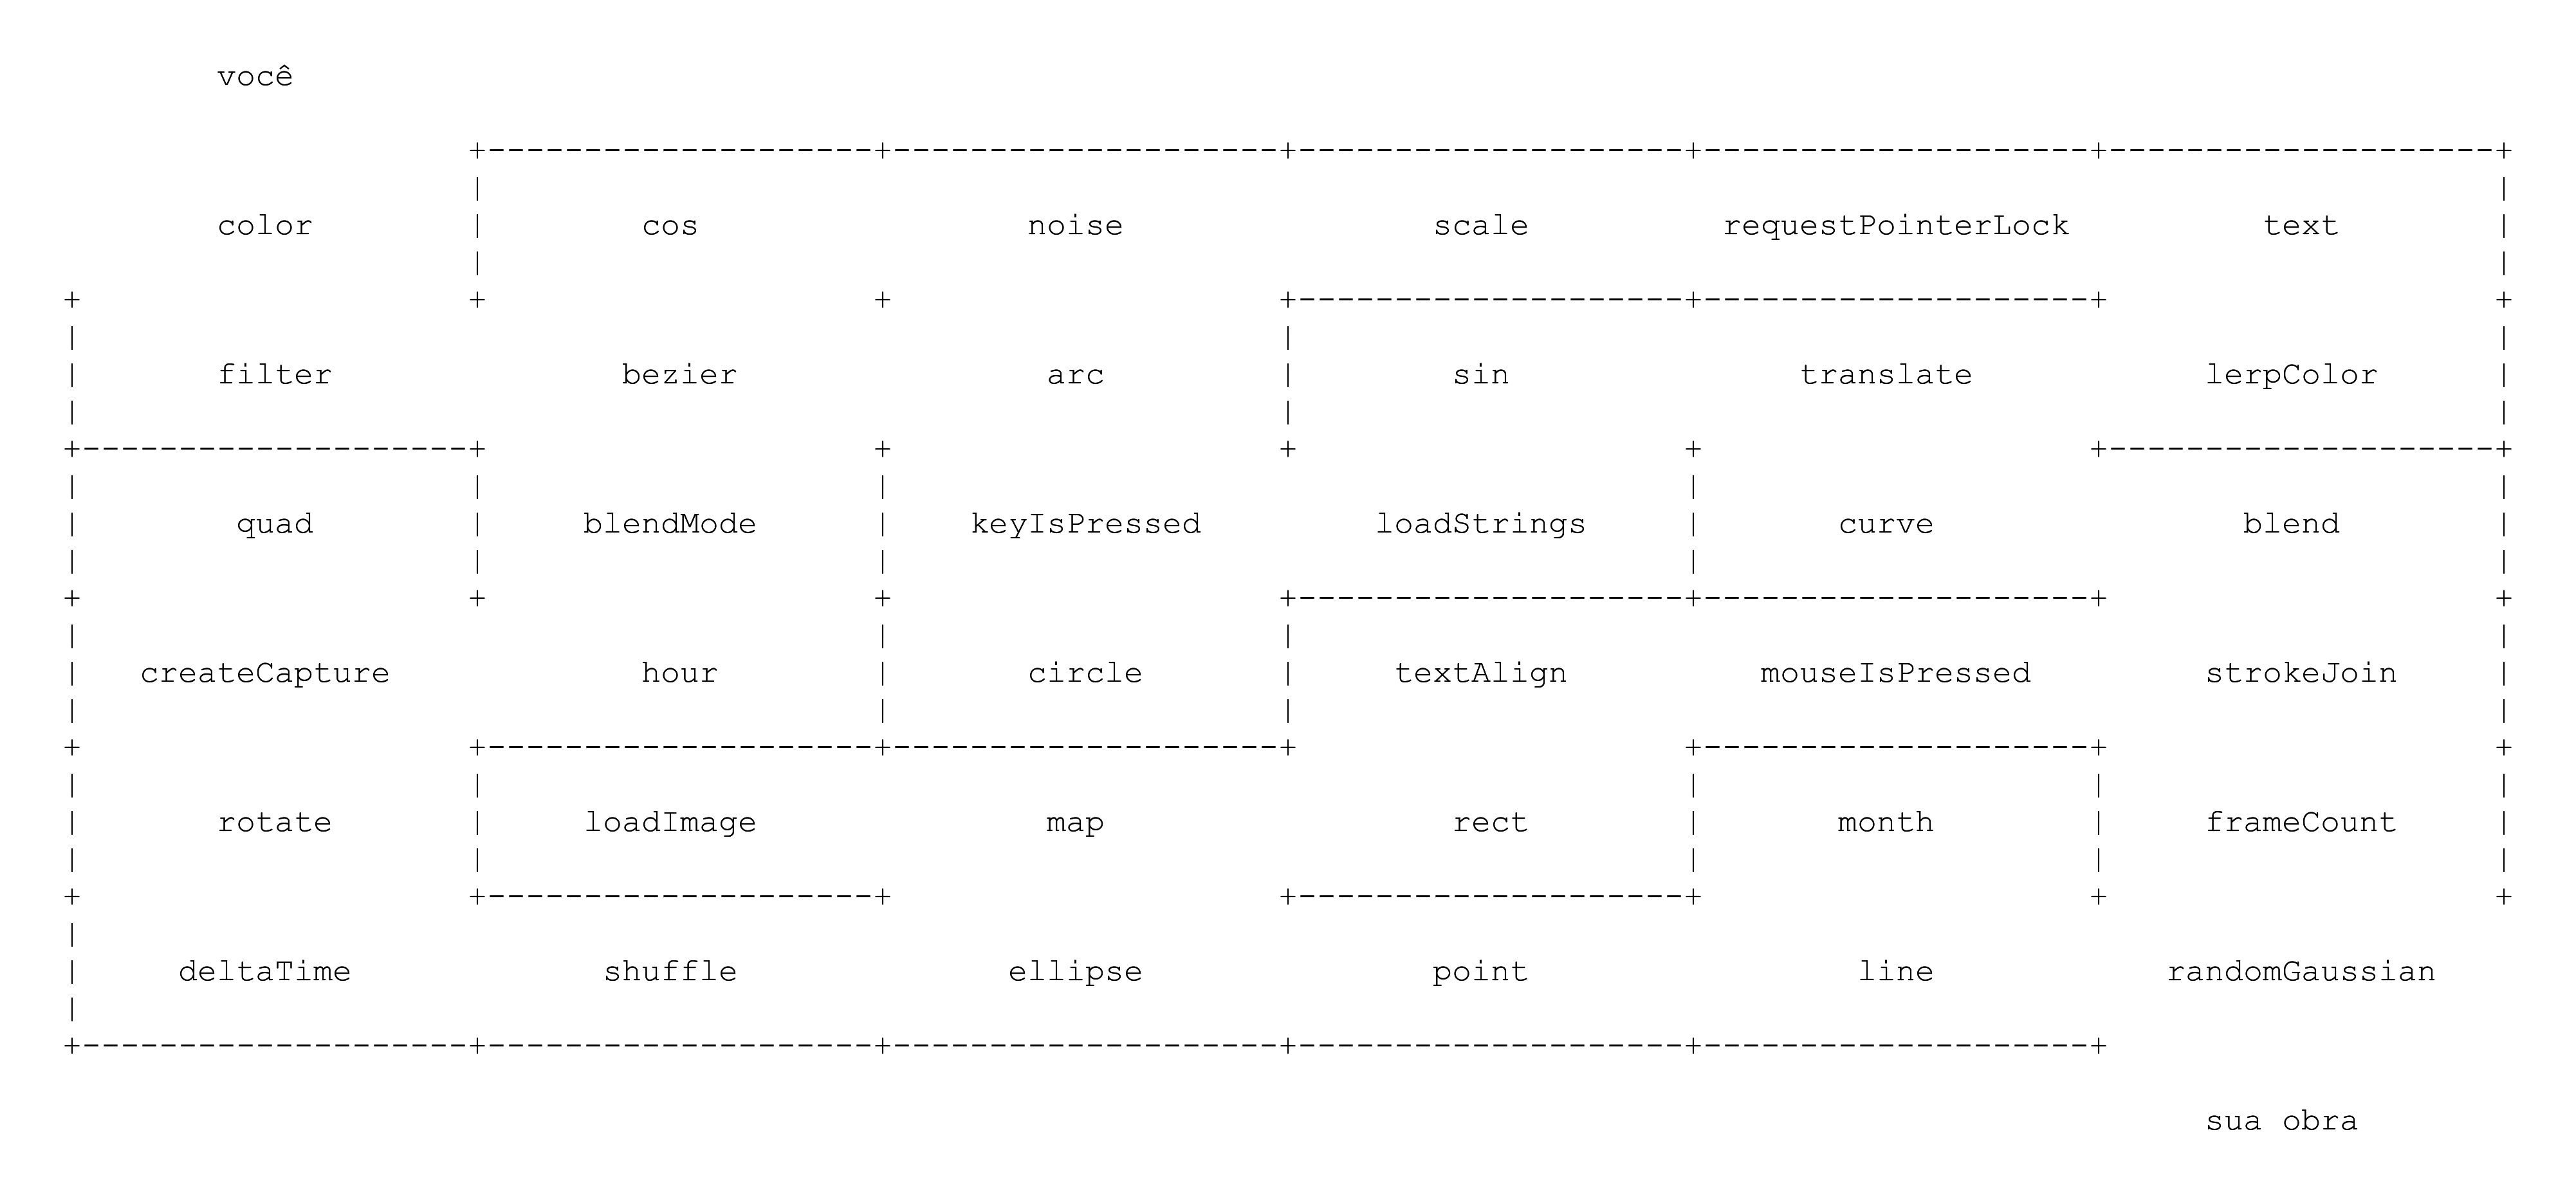 você
color cos noise scale requestPointerLock text
filter bezier arc sin translate lerpColor
quad blendMode keyIsPressed loadStrings curve blend
createCapture hour circle textAlign mouseIsPressed strokeJoin
rotate loadImage map rect month frameCount
deltaTime shuffle ellipse point line randomGaussian
sua obra